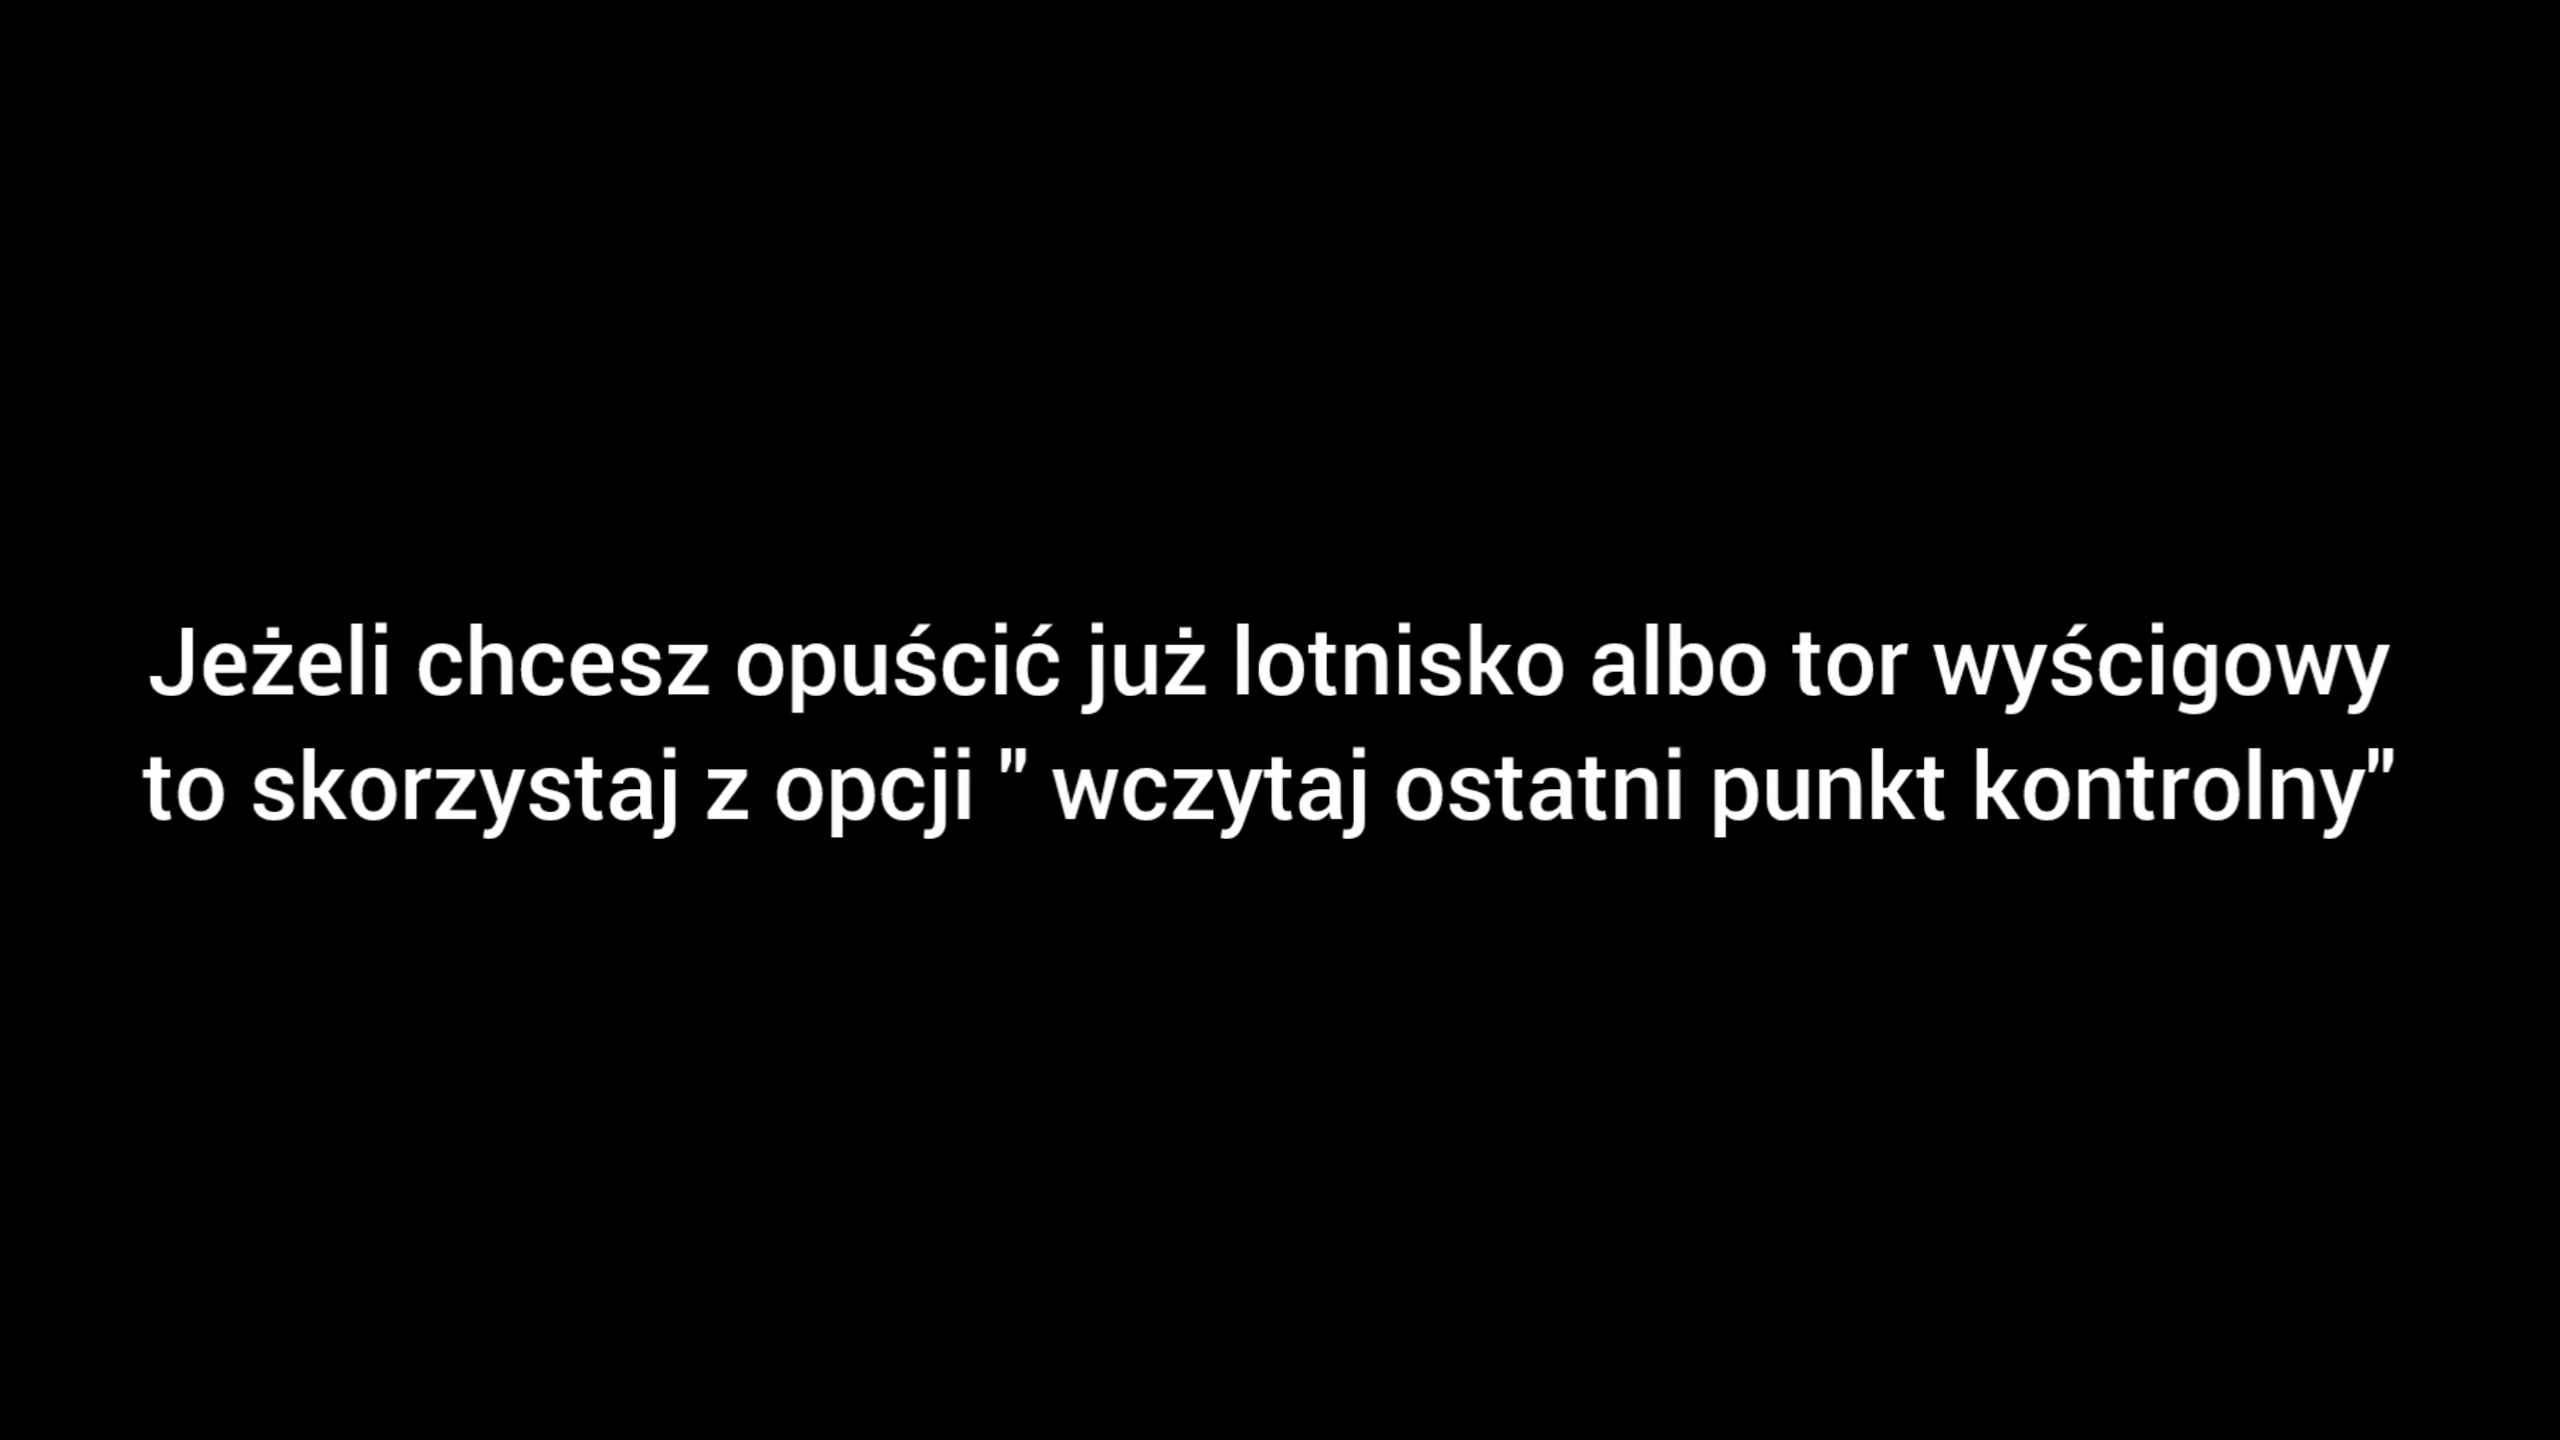 Jeżeli chcesz opuścić już lotnisko albo tor wyścigowy
to skorzystaj z opcji " wczytaj ostatni punkt kontrolny"